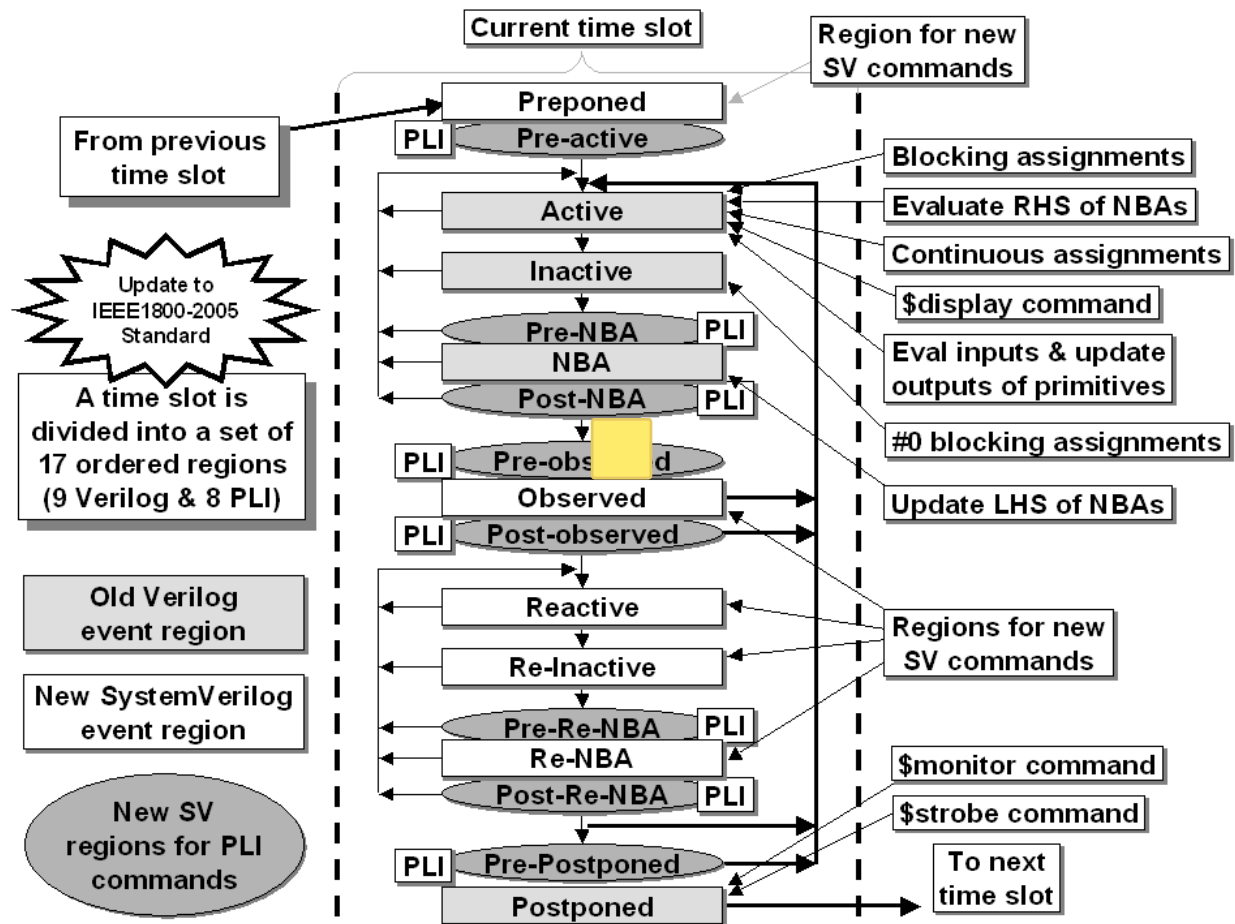 Current time slot
Region for new
SV commands
Preponed
PLI
Pre-active
From previous
time slot
Blocking assignments
Active
Evaluate RHS of NBAs
Continuous assignments
Inactive
$display command
Update to
IEEE1800-2005
Standard
Pre-NBA
PLI
NBA
Eval inputs & update
outputs of primitives
Post-NBA
PLI
A time slot is
divided into a set of
17 ordered regions
(9 Verilog & 8 PLI)
#0 blocking assignments
PLI
Observed
Update LHS of NBAs
PLI
Post-observed
Old Verilog
event region
Reactive
Regions for new
SV commands
Re-Inactive
New SystemVerilog
event region
Pre-Re-NBA
PLI
Re-NBA
Post-Re-NBA
PLI
$monitor command
$strobe command
New SV
regions for PLI
commands
PLI
Pre-Postponed
Postponed
To next
time slot